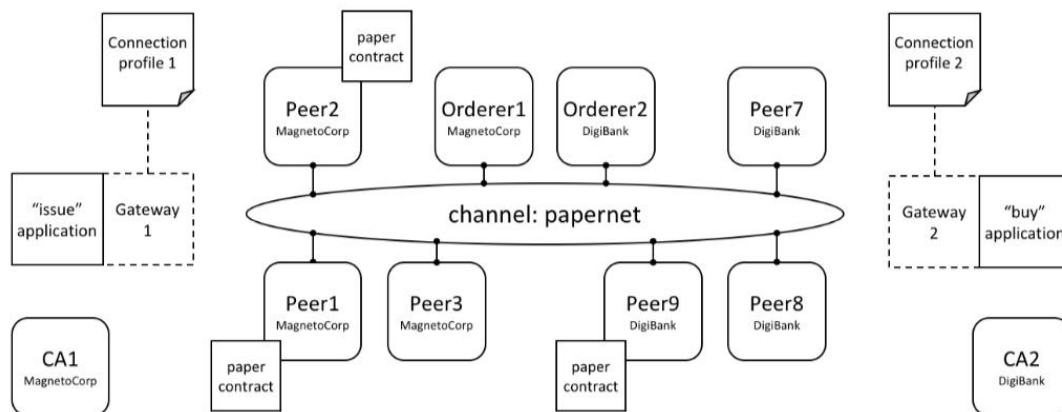 Connection
profile 1
paper
contract
Connection
profile 2
Peer2
MagnetoCorp
Orderer1
MagnetoCorp
Orderer2
DigiBank
Peer7
DigiBank
“issue”
application
Gateway
1
channel: papernet
Gateway
2
“buy”
application
Peer1
MagnetoCorp
Peer3
MagnetoCorp
Peer9
DigiBank
Peer8
DigiBank
CA1
MagnetoCorp
paper
contract
paper
contract
CA2
DigiBank